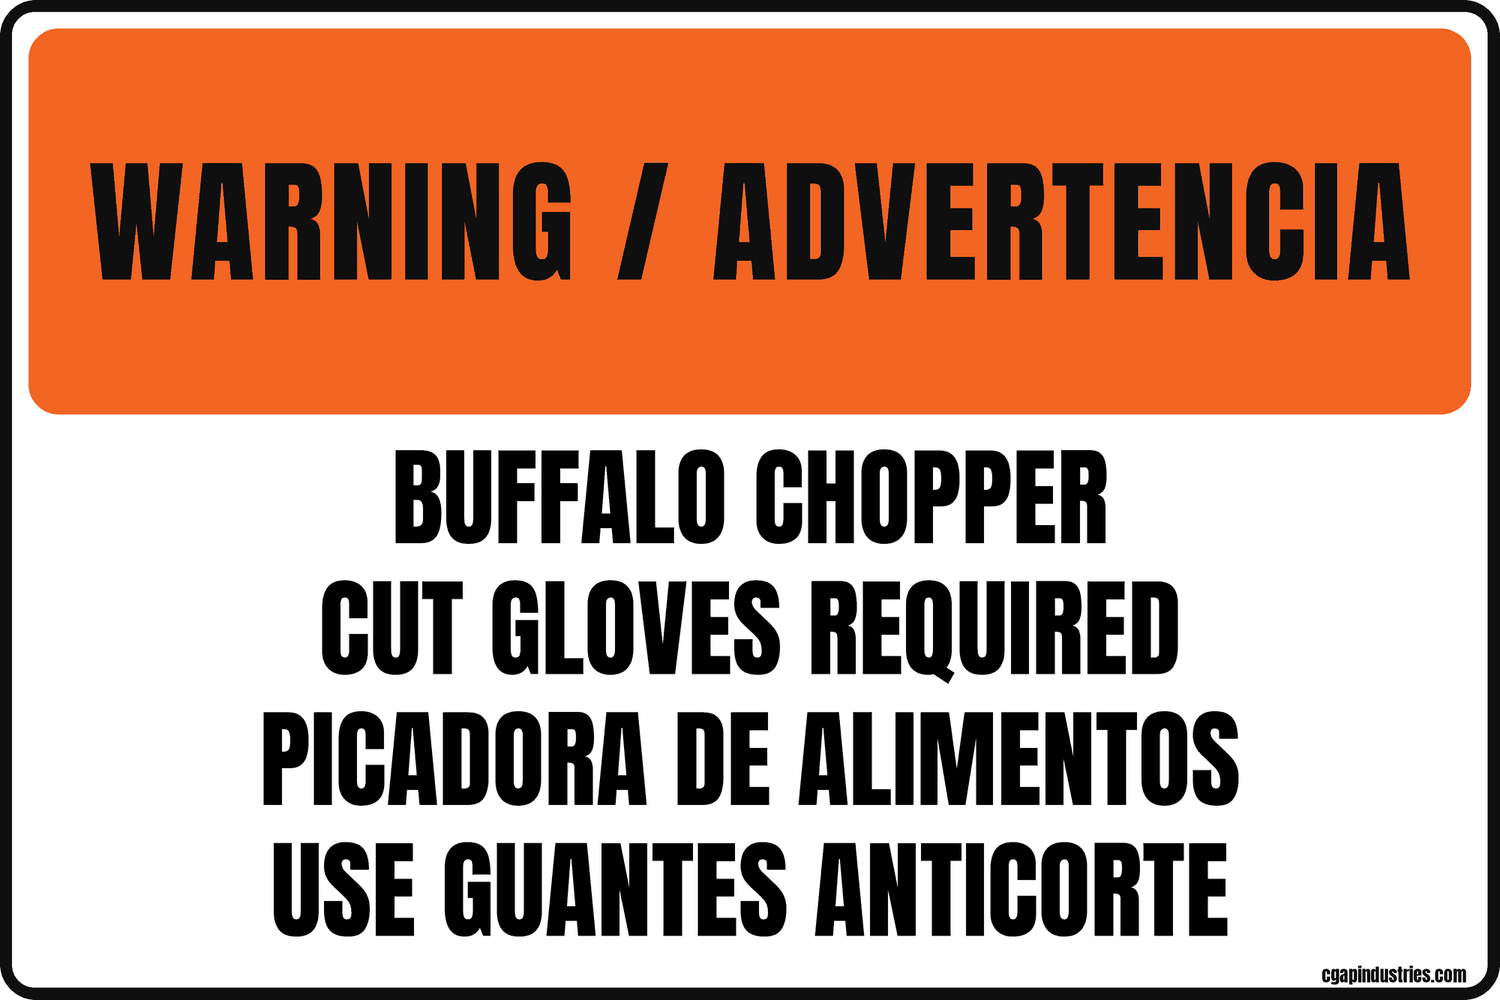 WARNING / ADVERTENCIA
BUFFALO CHOPPER
CUT GLOVES REQUIRED
PICADORA DE ALIMENTOS
USE GUANTES ANTICORTE
cgapindustries.com